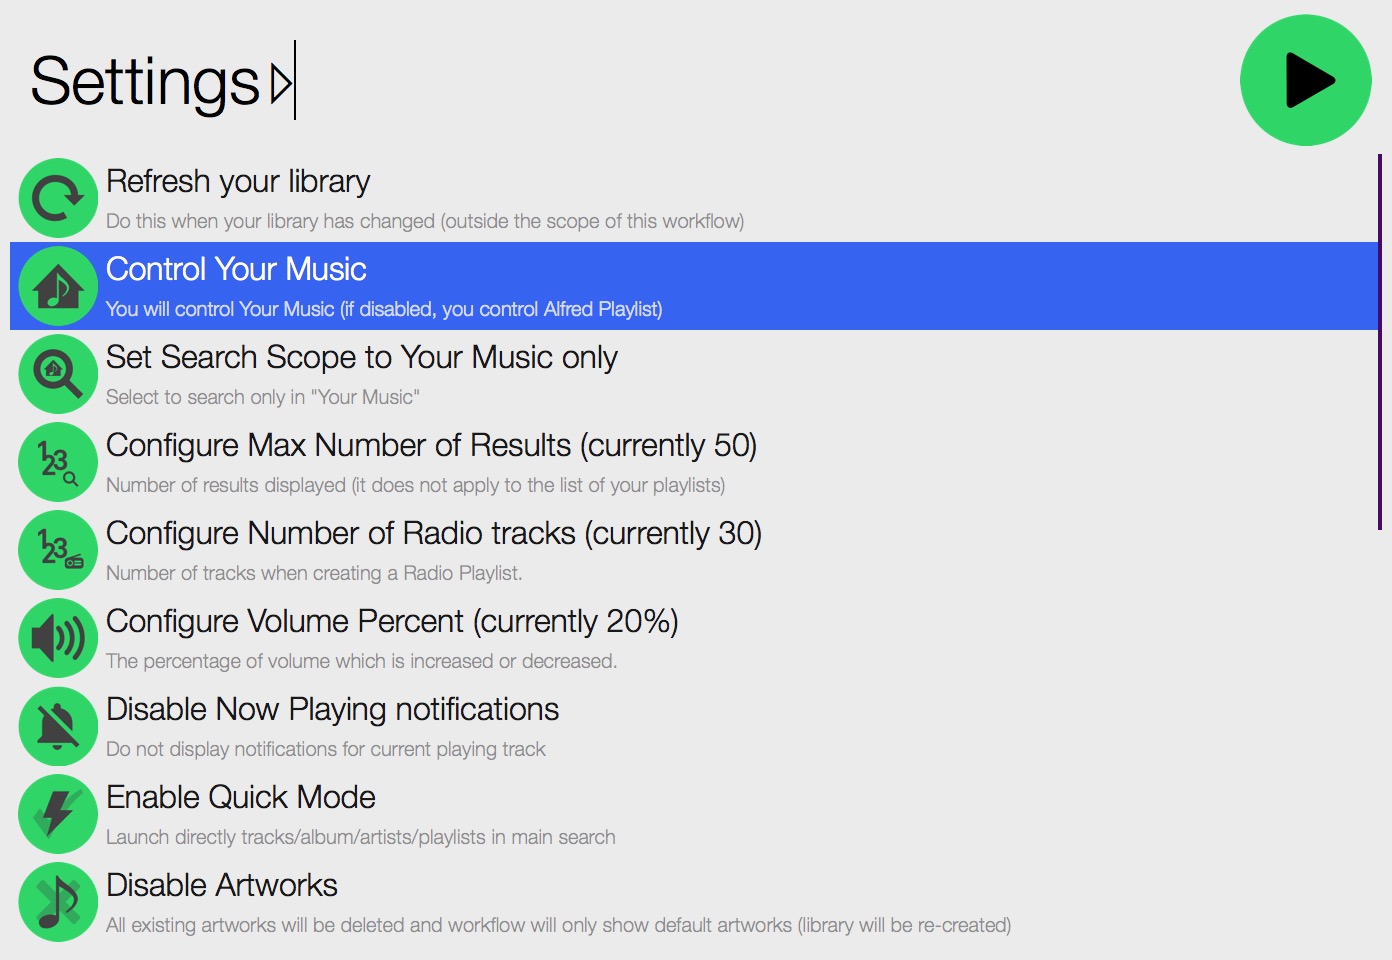 Settings ▷
Refresh your library
Do this when your library has changed (outside the scope of this workflow)
Control Your Music
You will control Your Music (if disabled, you control Alfred Playlist)
Set Search Scope to Your Music only
Select to search only in "Your Music"
123
Configure Max Number of Results (currently 50)
Number of results displayed (it does not apply to the list of your playlists)
123
Configure Number of Radio tracks (currently 30)
Number of tracks when creating a Radio Playlist.
Configure Volume Percent (currently 20%)
The percentage of volume which is increased or decreased.
Disable Now Playing notifications
Do not display notifications for current playing track
Enable Quick Mode
Launch directly tracks/album/artists/playlists in main search
Disable Artworks
All existing artworks will be deleted and workflow will only show default artworks (library will be re-created)